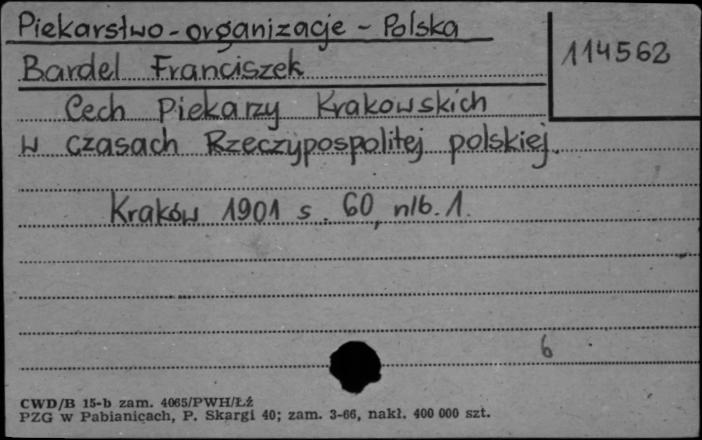 Piekarstwo - organizacje - Polska
114562
Bardel Franciszek
Cech Piekarzy Krakowskich
w czasach Rzeczypospolitej polskiej.
Kraków 1901 s. 60, nlb. 1.
6
CWD/B 15-b zam. 4065/PWH/ŁŹ
PZG w Pabianicach, P. Skargi 40; zam. 3-66, nakł. 400 000 szt.